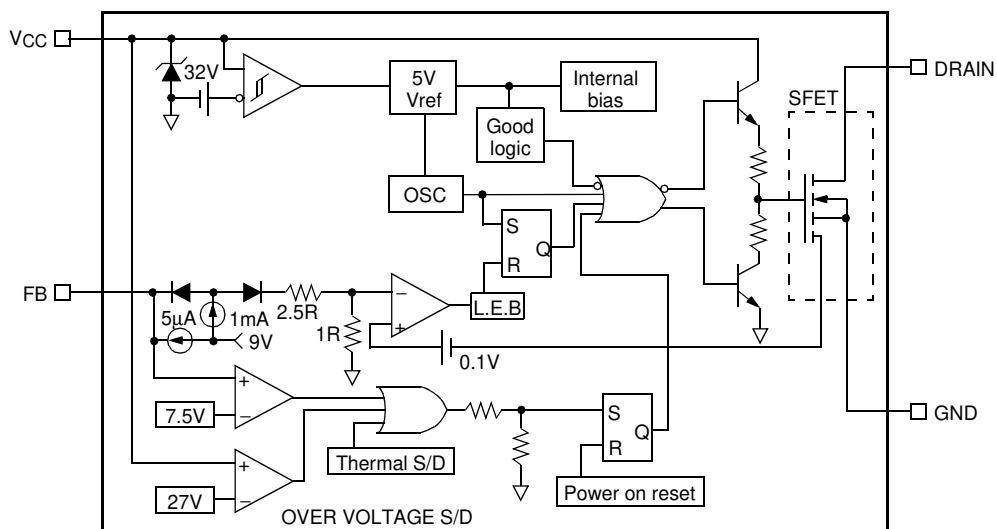 VCC
32V
5V
Vref
Internal
bias
DRAIN
SFET
Good
logic
OSC
S
R
Q
FB
5µA
1mA
9V
2.5R
1R
−
+
L.E.B
0.1V
+
−
7.5V
Thermal S/D
S
R
Q
GND
+
−
27V
Power on reset
OVER VOLTAGE S/D